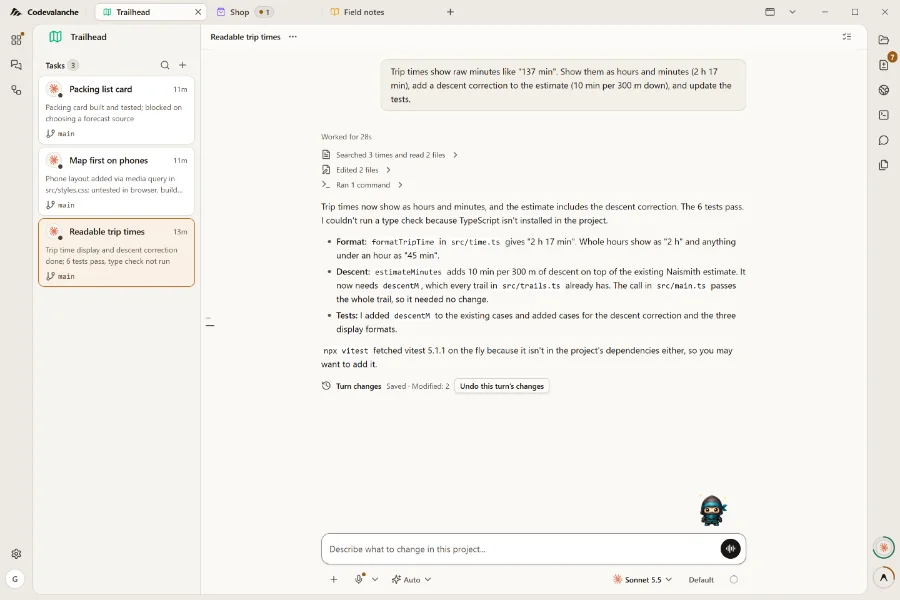 Codevalanche
Trailhead
Shop 1
Field notes
Trailhead
Tasks 3
Packing list card 11m
Packing card built and tested; blocked on
choosing a forecast source
main
Map first on phones 11m
Phone layout added via media query in
src/styles.css: untested in browser, build...
main
Readable trip times 13m
Trip time display and descent correction
done; 6 tests pass, type check not run
main
G
Readable trip times
Trip times show raw minutes like "137 min". Show them as hours and minutes (2 h 17
min), add a descent correction to the estimate (10 min per 300 m down), and update the
tests.
Worked for 28s
Searched 3 times and read 2 files
Edited 2 files
Ran 1 command
Trip times now show as hours and minutes, and the estimate includes the descent correction. The 6 tests pass.
I couldn't run a type check because TypeScript isn't installed in the project.
Format: formatTripTime in src/time.ts gives "2 h 17 min". Whole hours show as "2 h" and anything
under an hour as "45 min".
Descent: estimateMinutes adds 10 min per 300 m of descent on top of the existing Naismith estimate. It
now needs descentM, which every trail in src/trails.ts already has. The call in src/main.ts passes
the whole trail, so it needed no change.
Tests: I added descentM to the existing cases and added cases for the descent correction and the three
display formats.
npx vitest fetched vitest 5.1.1 on the fly because it isn't in the project's dependencies either, so you may
want to add it.
Turn changes Saved · Modified: 2 Undo this turn's changes
Describe what to change in this project...
Auto
Sonnet 5.5
Default
7